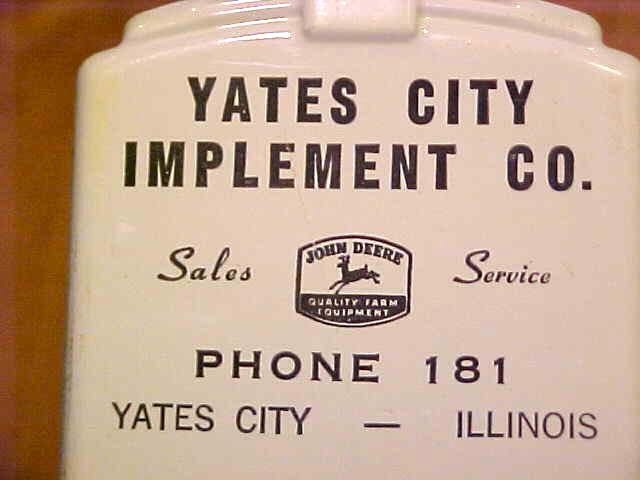 YATES CITY
IMPLEMENT CO.
Sales
JOHN DEERE
QUALITY FARM
EQUIPMENT
Service
PHONE 181
YATES CITY — ILLINOIS